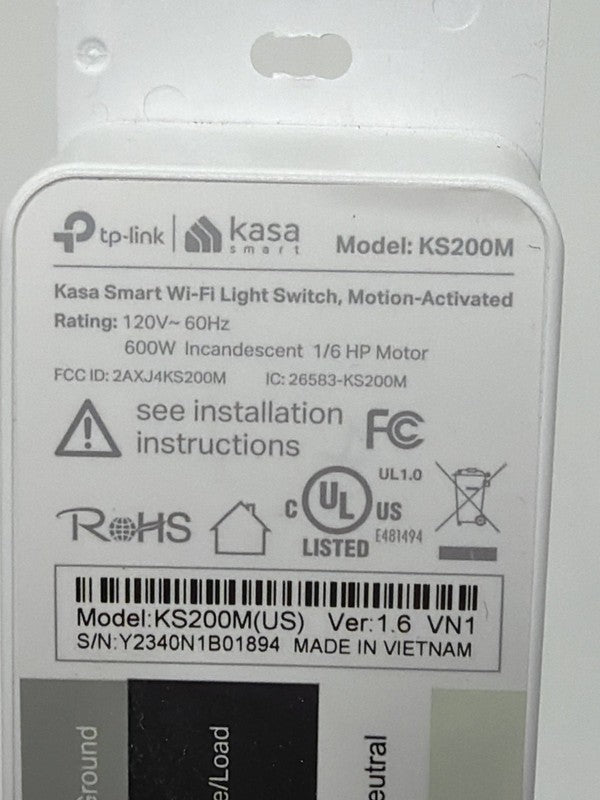 tp-link | kasa smart
Model: KS200M
Kasa Smart Wi-Fi Light Switch, Motion-Activated
Rating: 120V~ 60Hz
600W Incandescent 1/6 HP Motor
FCC ID: 2AXJ4KS200M IC: 26583-KS200M
see installation
instructions
FC
UL1.0
RoHS
C UL US
LISTED E481494
Model:KS200M(US) Ver:1.6 VN1
S/N:Y2340N1B01894 MADE IN VIETNAM
round
e/Load
eutral